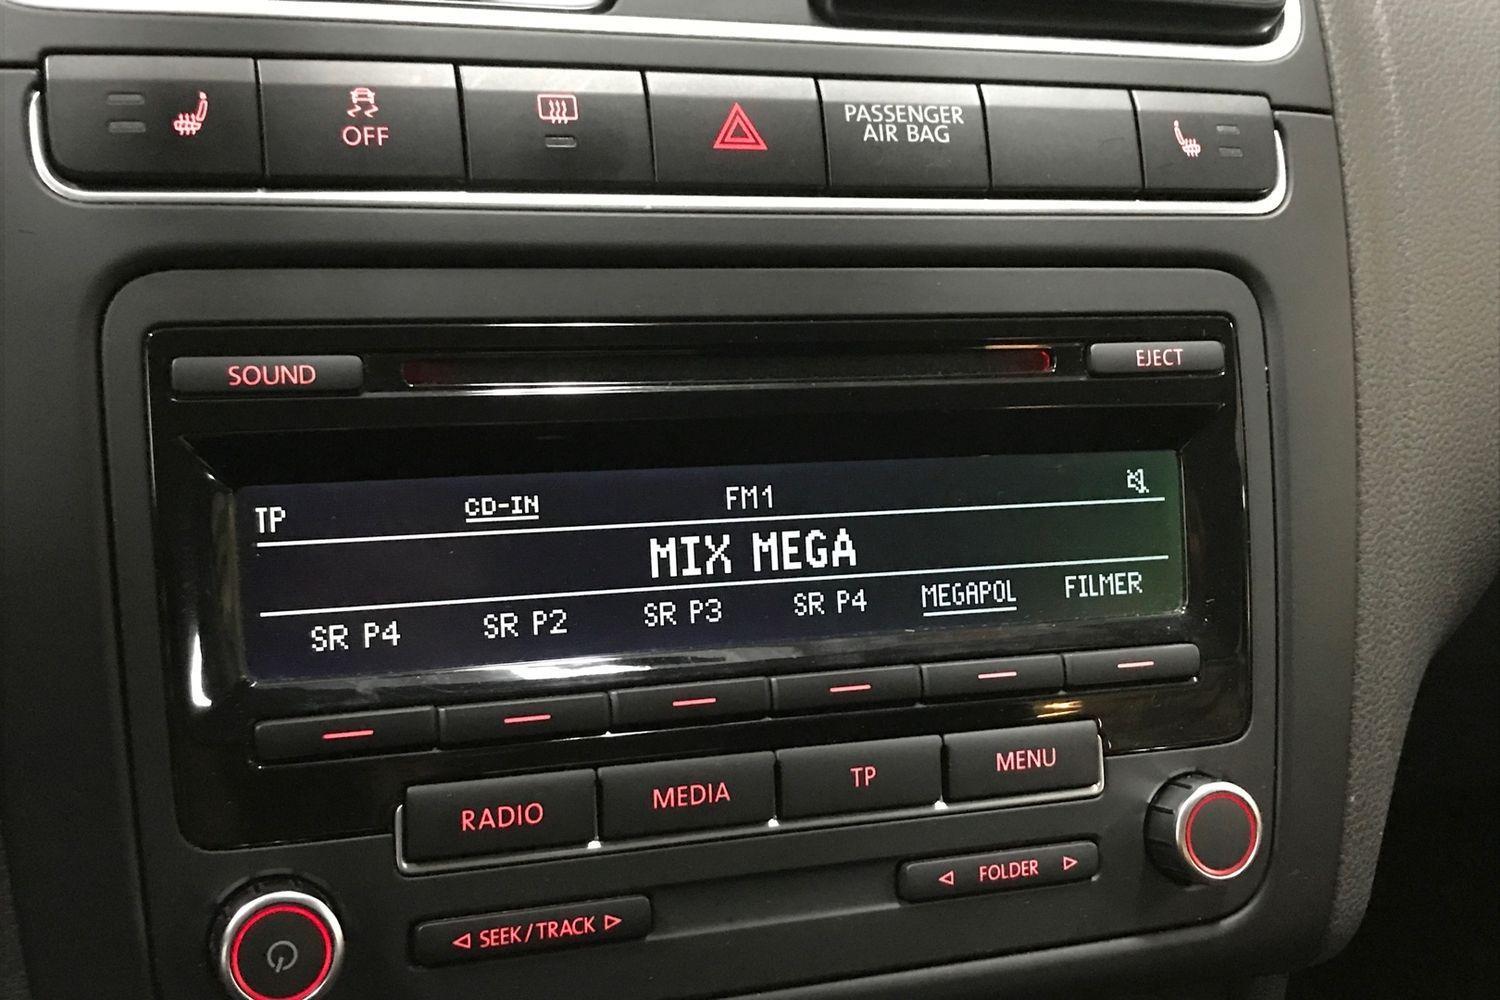 OFF
PASSENGER
AIR BAG
SOUND
EJECT
TP CD-IN FM1
MIX MEGA
SR P4 SR P2 SR P3 SR P4 MEGAPOL FILMER
RADIO MEDIA TP MENU
SEEK/TRACK FOLDER